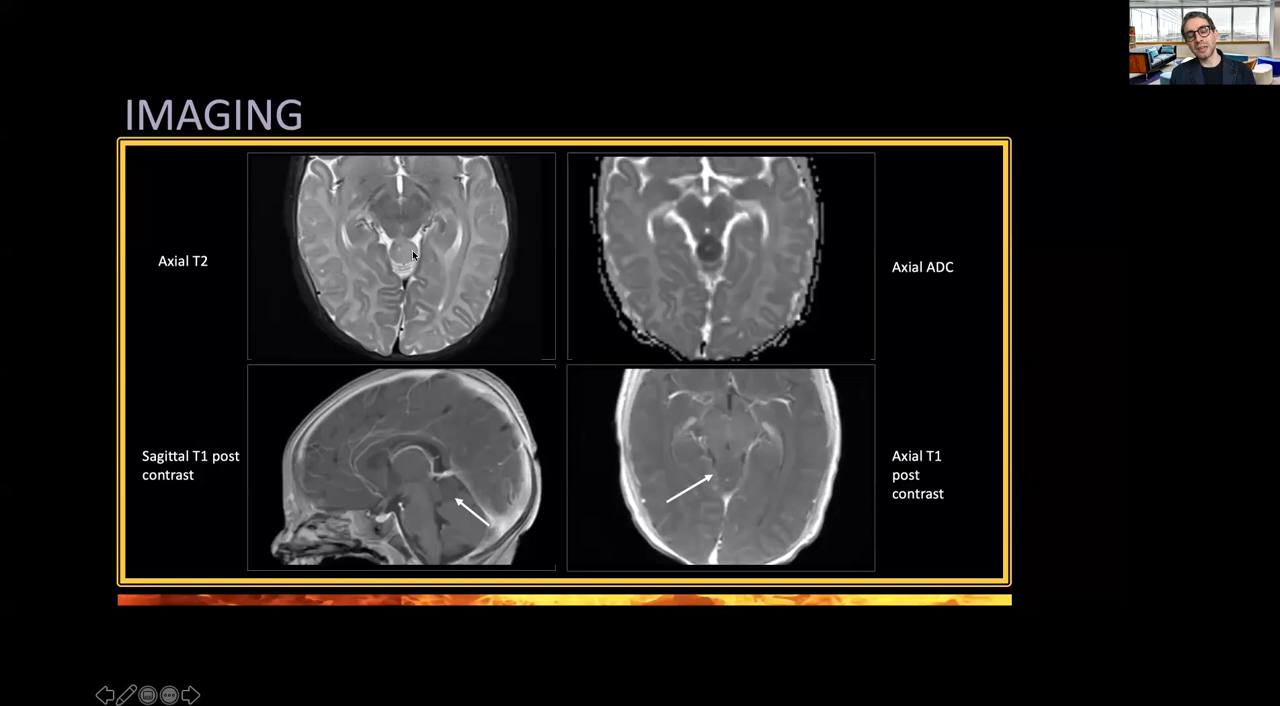 IMAGING
Axial T2
Axial ADC
Sagittal T1 post
contrast
Axial T1
post
contrast